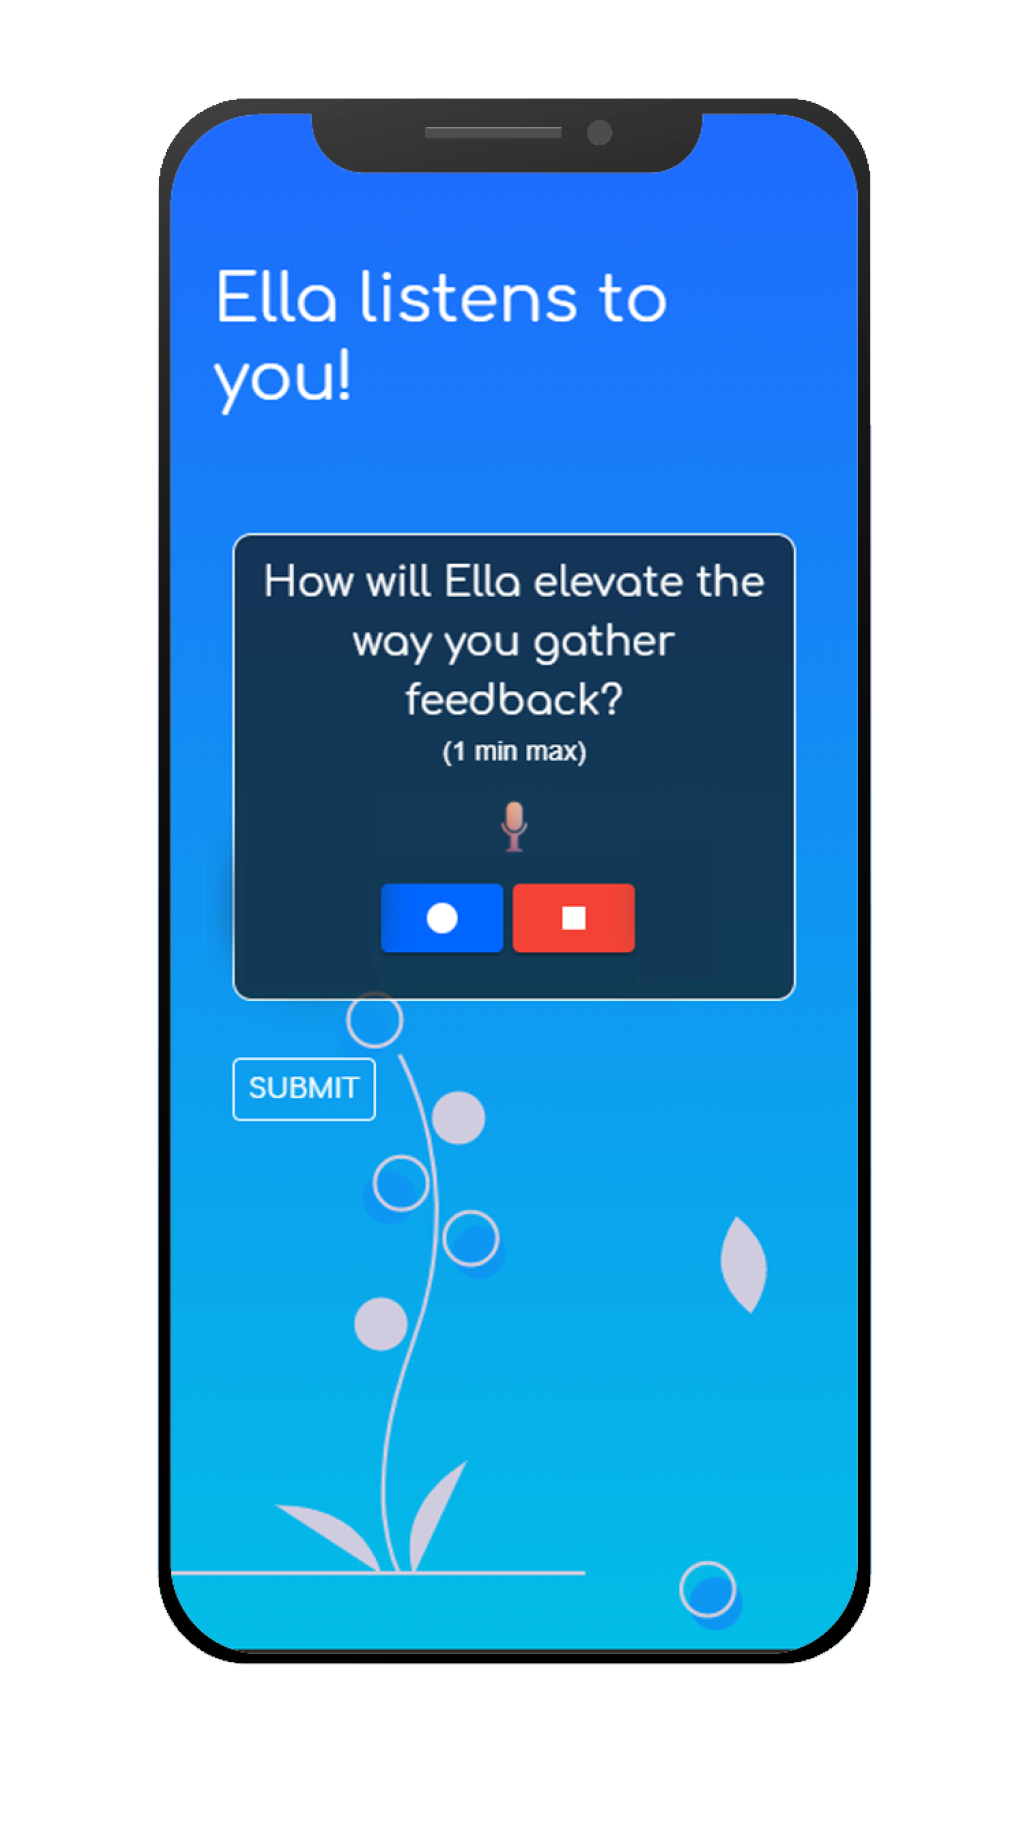 Ella listens to
you!
How will Ella elevate the
way you gather
feedback?
(1 min max)
SUBMIT